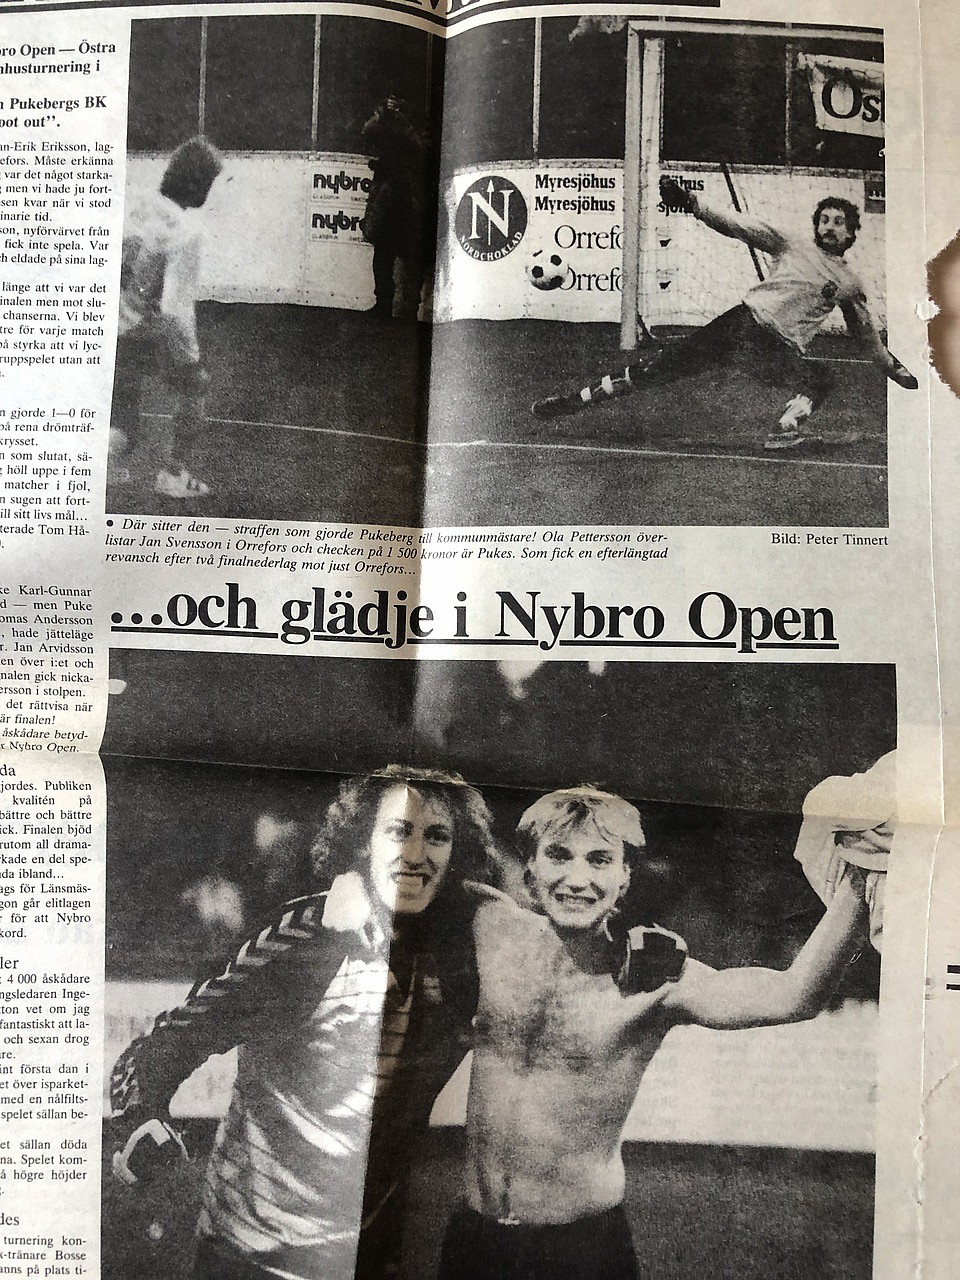 bro Open — Östra
nhusturnering i
n Pukebergs BK
oot out”.
an-Erik Eriksson, lag-
efors. Måste erkänna
var det något starka-
men vi hade ju fort-
sen kvar när vi stod
inarie tid.
son, nyförvärvet från
fick inte spela. Var
ch eldade på sina lag-
länge att vi var det
inalen men mot slu-
chanserna. Vi blev
tre för varje match
på styrka att vi lyc-
ruppspelet utan att
n gjorde 1—0 för
på rena drömträf-
krysset.
n som slutat, sä-
g höll uppe i fem
matcher i fjol,
n sugen att fort-
ill sitt livs mål...
terade Tom Hå-
ke Karl-Gunnar
d — men Puke
omas Andersson
, hade jätteläge
r. Jan Arvidsson
en över i:et och
nalen gick nicka-
ersson i stolpen.
det rättvisa när
är finalen!
åskådare betyd-
r Nybro Open.
da
jordes. Publiken
kvalitén på
bättre och bättre
ick. Finalen bjöd
rutom all drama-
rkade en del spe-
da ibland...
ags för Länsmäs-
gon går elitlagen
r för att Nybro
kord.
ler
4 000 åskådare
ngsledaren Inge-
ton vet om jag
fantastiskt att la-
och sexan drog
re.
int första dan i
et över isparket-
med en nålfilts-
spelet sällan be-
et sällan döda
na. Spelet kom-
å högre höjder
des
turnering kon-
k-tränare Bosse
anns på plats ti-
Ös
nybro
nybro
N
NORDCHOKLAD
Myresjöhus
Myresjöhus
Orrefo
Orrefo
• Där sitter den — straffen som gjorde Pukeberg till kommunmästare! Ola Pettersson över-
listar Jan Svensson i Orrefors och checken på 1 500 kronor är Pukes. Som fick en efterlängtad
revansch efter två finalnederlag mot just Orrefors...
Bild: Peter Tinnert
...och glädje i Nybro Open